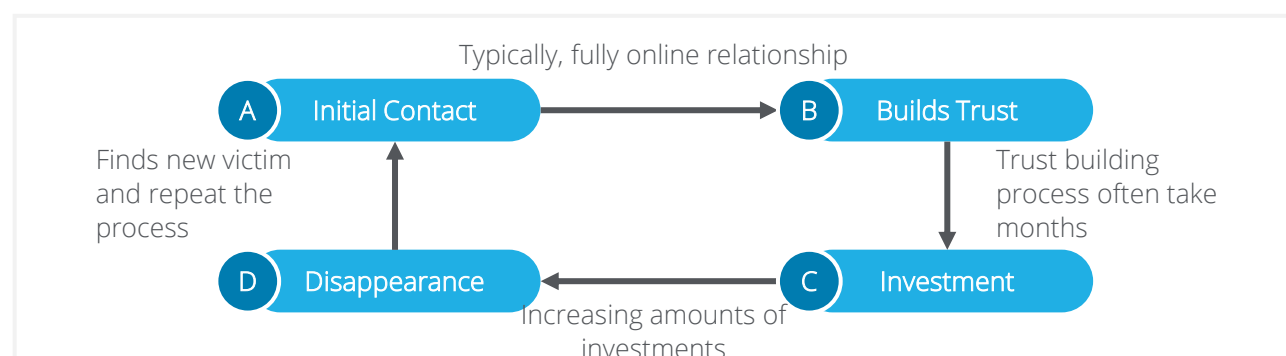 Typically, fully online relationship
A Initial Contact
B Builds Trust
Finds new victim
and repeat the
process
Trust building
process often take
months
D Disappearance
C Investment
Increasing amounts of
investments